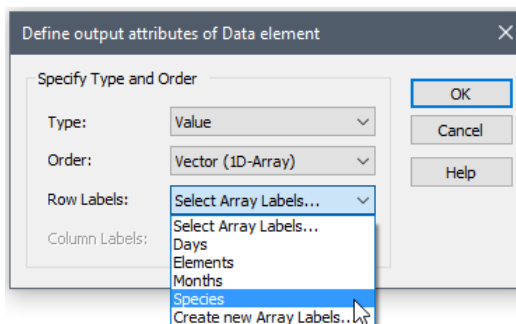 Define output attributes of Data element
Specify Type and Order
Type: Value
Order: Vector (1D-Array)
Row Labels: Select Array Labels...
Column Labels:
Select Array Labels...
Days
Elements
Months
Species
Create new Array Labels...
OK
Cancel
Help